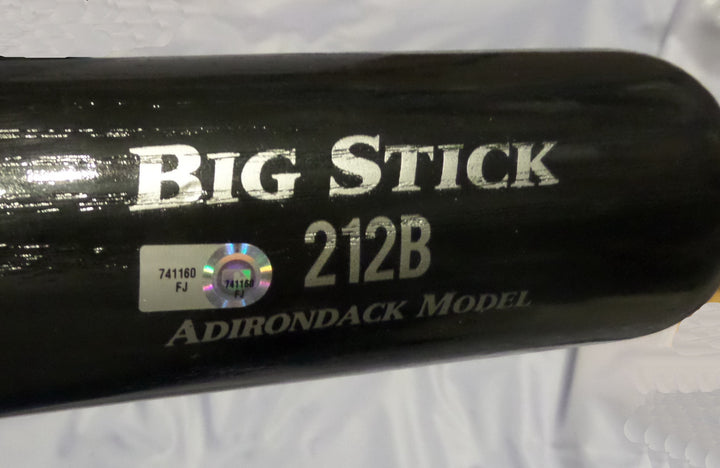 BIG STICK
212B
741160
FJ
741160
FJ
ADIRONDACK MODEL